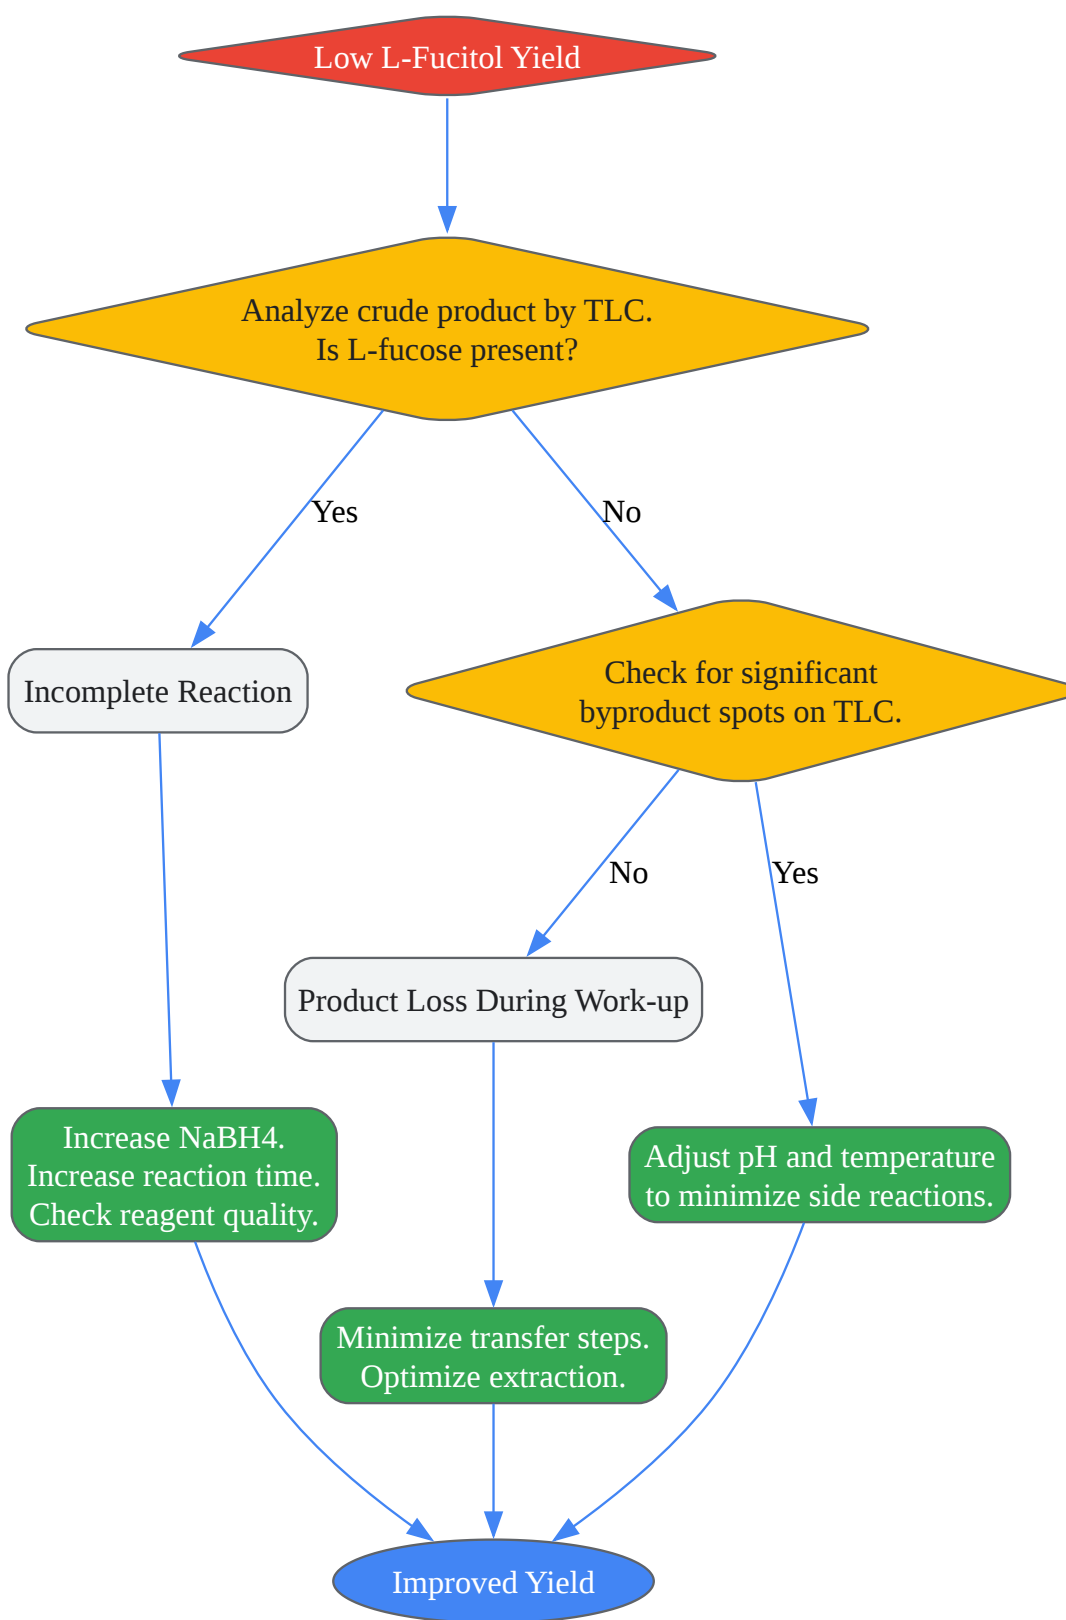 Low L-Fucitol Yield
Analyze crude product by TLC.
Is L-fucose present?
Yes
No
Incomplete Reaction
Check for significant
byproduct spots on TLC.
No
Yes
Product Loss During Work-up
Increase NaBH4.
Increase reaction time.
Check reagent quality.
Adjust pH and temperature
to minimize side reactions.
Minimize transfer steps.
Optimize extraction.
Improved Yield